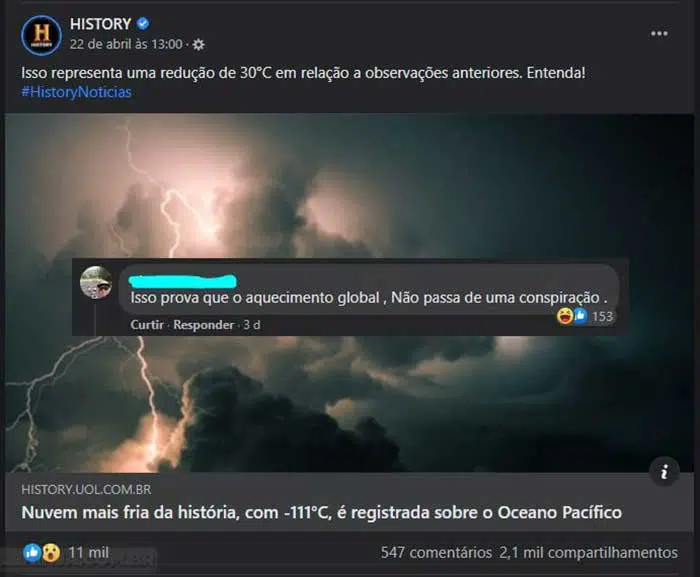 HISTORY
22 de abril às 13:00 ·
Isso representa uma redução de 30°C em relação a observações anteriores. Entenda!
#HistoryNoticias
Isso prova que o aquecimento global , Não passa de uma conspiração .
Curtir · Responder · 3 d
153
HISTORY.UOL.COM.BR
Nuvem mais fria da história, com -111°C, é registrada sobre o Oceano Pacífico
11 mil
547 comentários 2,1 mil compartilhamentos